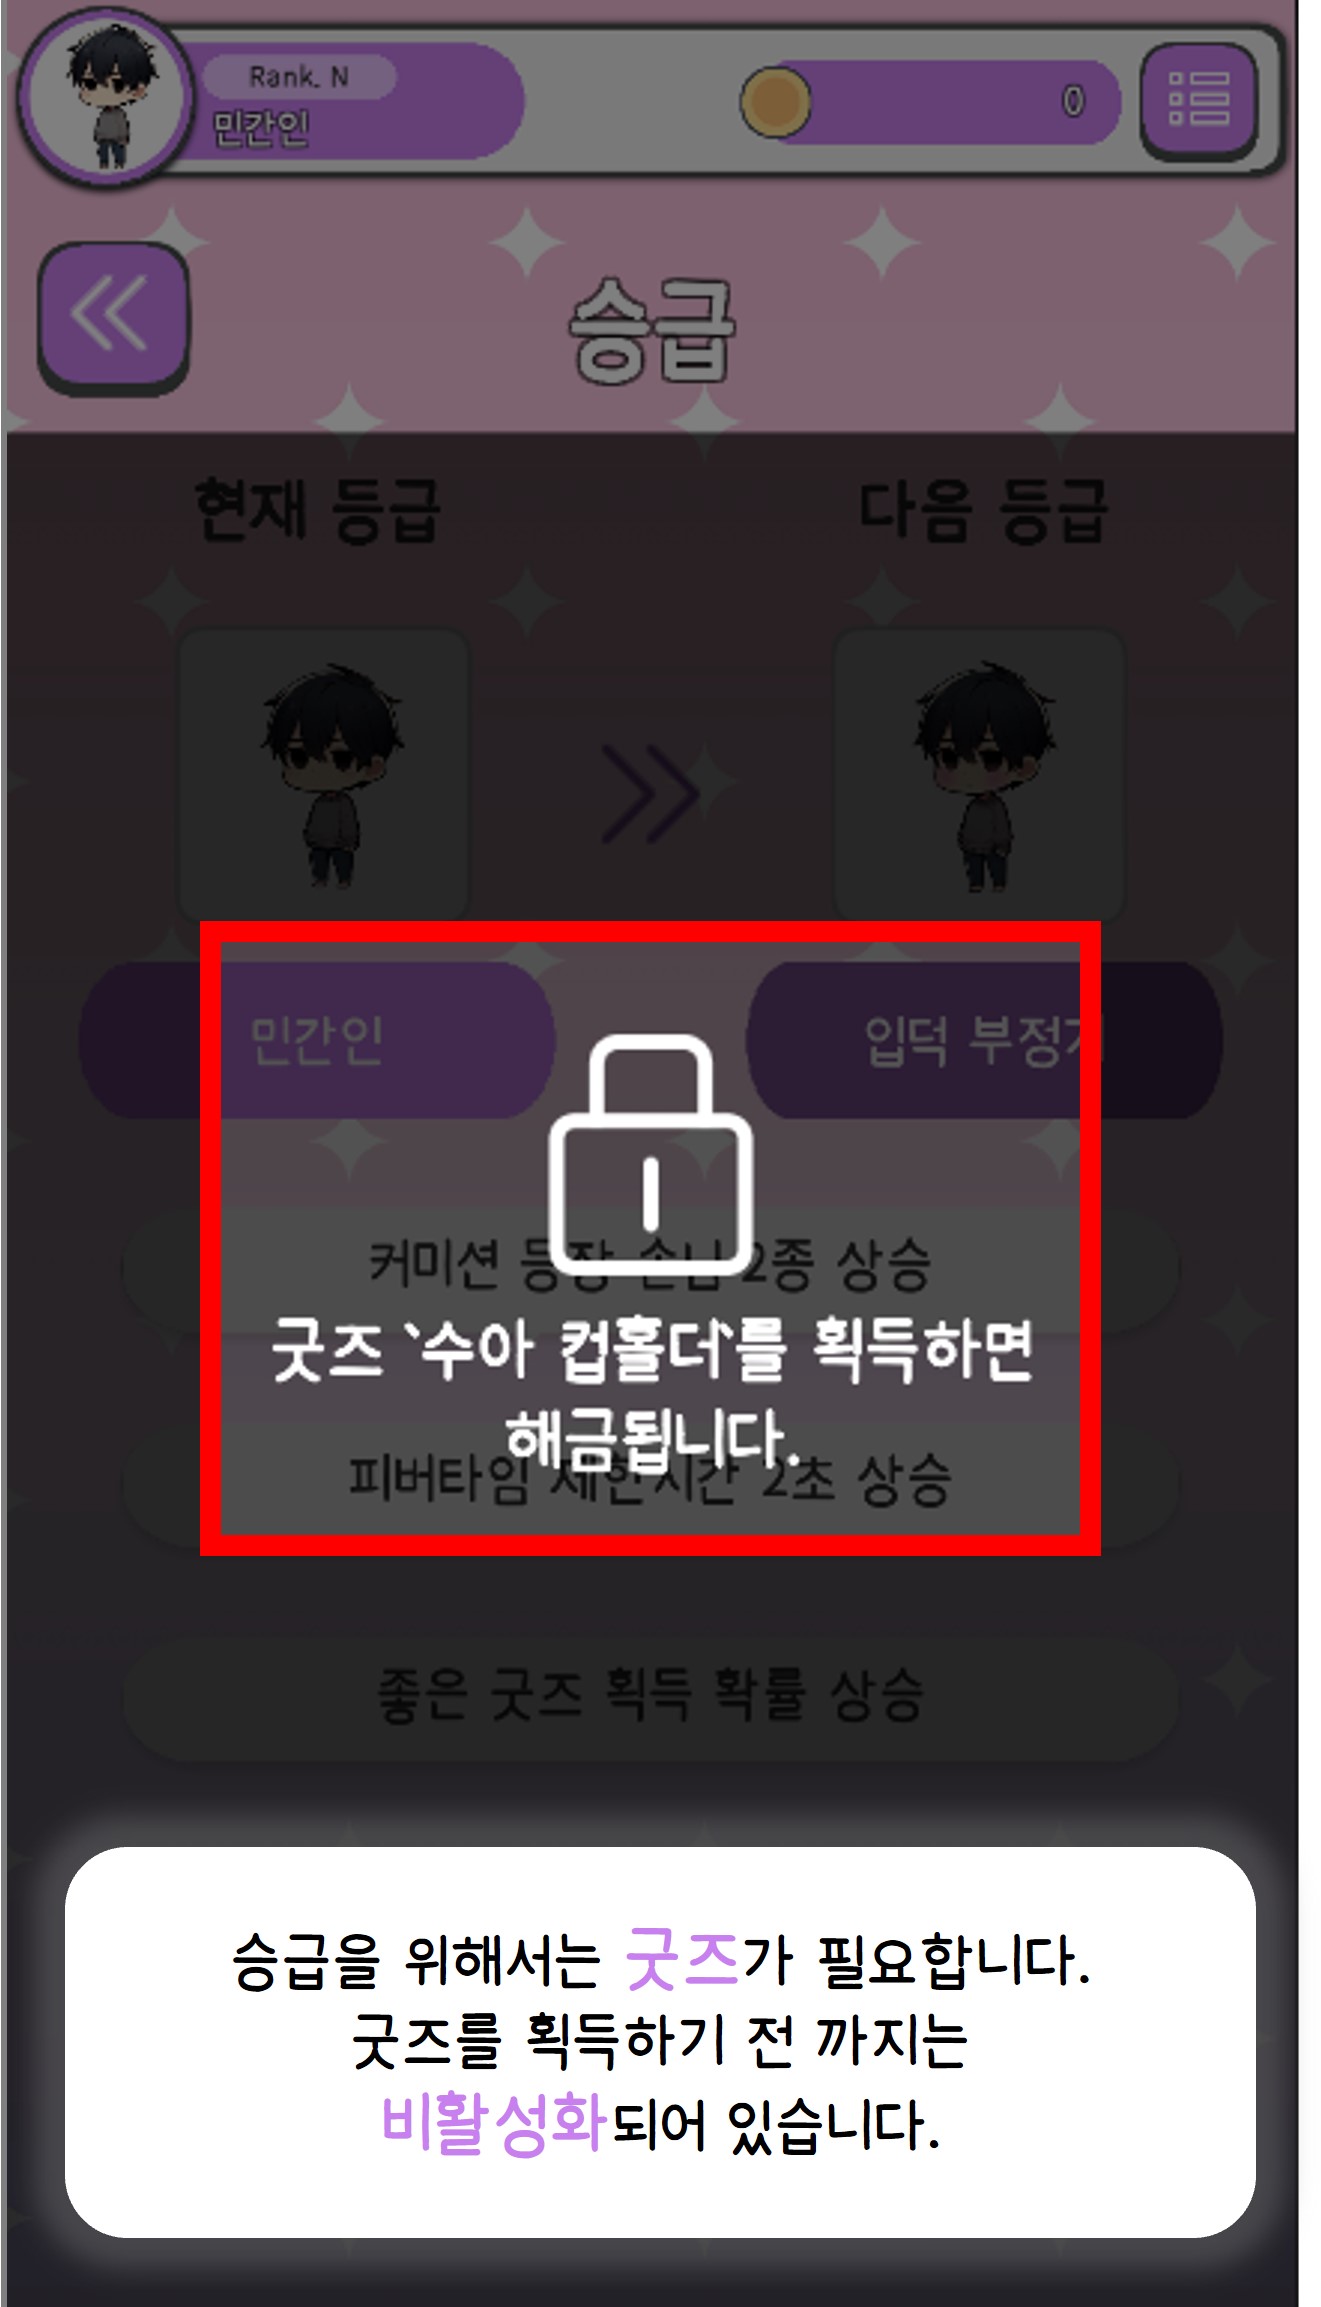 Rank. N
민간인
0
승급
현재 등급
다음 등급
민간인
입덕 부정기
커미션 등장 손님 2종 상승
굿즈 '수아 컵홀더'를 획득하면
해금됩니다.
피버타임 제한시간 2초 상승
좋은 굿즈 획득 확률 상승
승급을 위해서는 굿즈가 필요합니다.
굿즈를 획득하기 전 까지는
비활성화되어 있습니다.